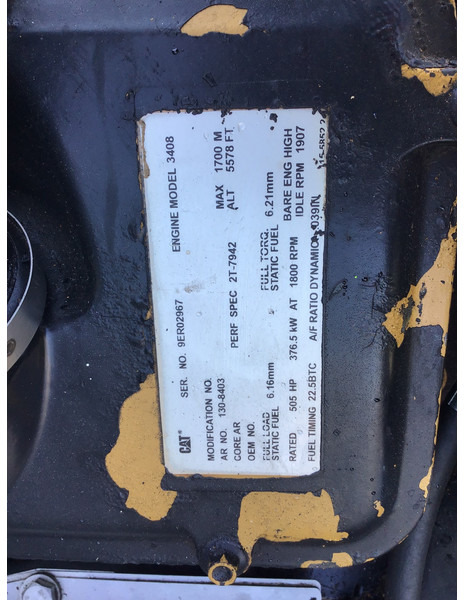 CAT® SER. NO. 9ER02967 ENGINE MODEL 3408
MODIFICATION NO.
AR NO. 130-8403 PERF SPEC 2T-7942 MAX ALT 1700 M 5578 FT
CORE AR
OEM NO.
FULL LOAD STATIC FUEL 6.16mm FULL TORQ. STATIC FUEL 6.21mm
RATED 505 HP 376.5 kW AT 1800 RPM BARE ENG HIGH IDLE RPM 1907
FUEL TIMING 22.5BTC A/F RATIO DYNAMIC